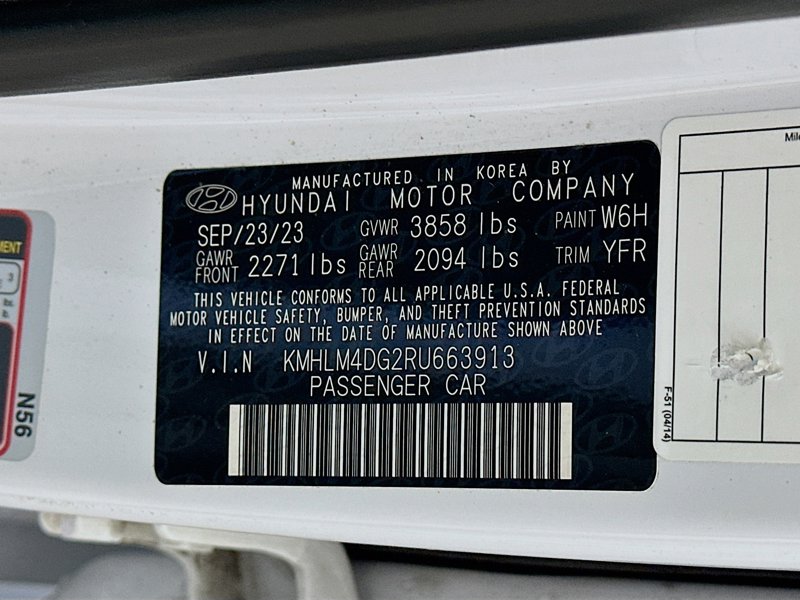 MANUFACTURED IN KOREA BY
HYUNDAI MOTOR COMPANY
SEP/23/23 GVWR 3858 lbs PAINT W6H
GAWR FRONT 2271 lbs GAWR REAR 2094 lbs TRIM YFR
THIS VEHICLE CONFORMS TO ALL APPLICABLE U.S.A. FEDERAL
MOTOR VEHICLE SAFETY, BUMPER, AND THEFT PREVENTION STANDARDS
IN EFFECT ON THE DATE OF MANUFACTURE SHOWN ABOVE
V.I.N KMHLM4DG2RU663913
PASSENGER CAR
N56
F-51 (04/14)